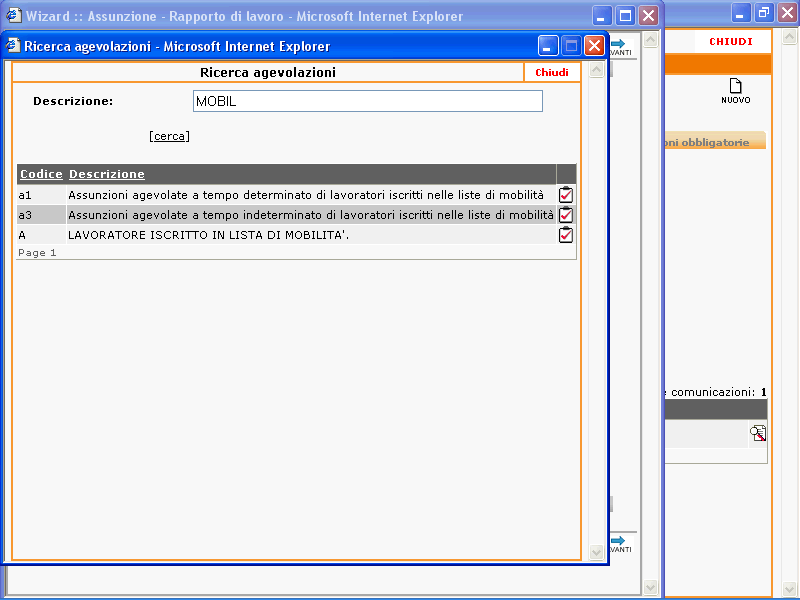 Wizard :: Assunzione - Rapporto di lavoro - Microsoft Internet Explorer
Ricerca agevolazioni - Microsoft Internet Explorer
Ricerca agevolazioni
Chiudi
Descrizione:
MOBIL
[cerca]
Codice Descrizione
a1 Assunzioni agevolate a tempo determinato di lavoratori iscritti nelle liste di mobilità
a3 Assunzioni agevolate a tempo indeterminato di lavoratori iscritti nelle liste di mobilità
A LAVORATORE ISCRITTO IN LISTA DI MOBILITA'.
Page 1
VANTI
VANTI
CHIUDI
NUOVO
oni obbligatorie
e comunicazioni: 1